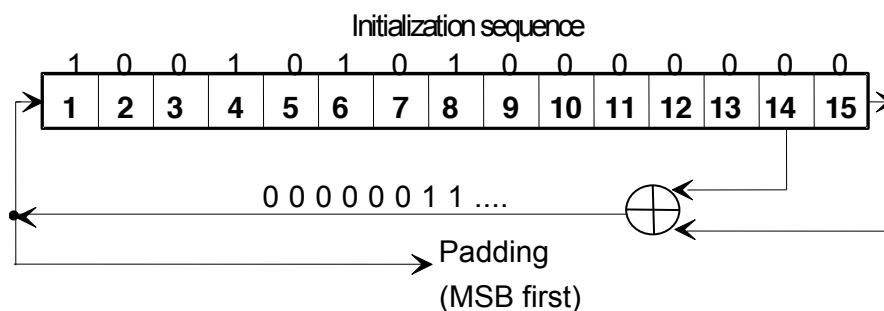 Initialization sequence
1 0 0 1 0 1 0 1 0 0 0 0 0 0 0
1 2 3 4 5 6 7 8 9 10 11 12 13 14 15
0 0 0 0 0 0 1 1 ....
Padding
(MSB first)